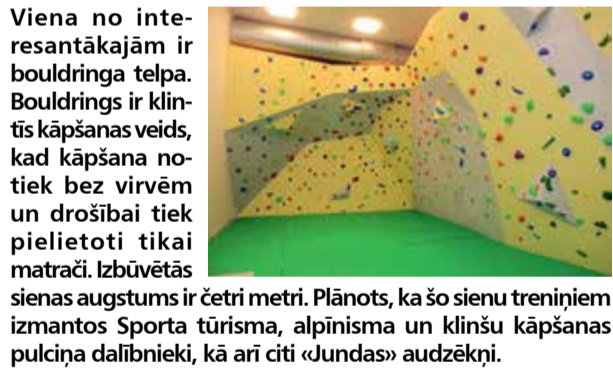 Viena no inte-
resantākajām ir
bouldringa telpa.
Bouldrings ir klin-
tīs kāpšanas veids,
kad kāpšana no-
tiek bez virvēm
un drošībai tiek
pielietoti tikai
matrači. Izbūvētās
sienas augstums ir četri metri. Plānots, ka šo sienu treniņiem
izmantos Sporta tūrisma, alpīnisma un klinšu kāpšanas
pulciņa dalībnieki, kā arī citi «Jundas» audzēkņi.